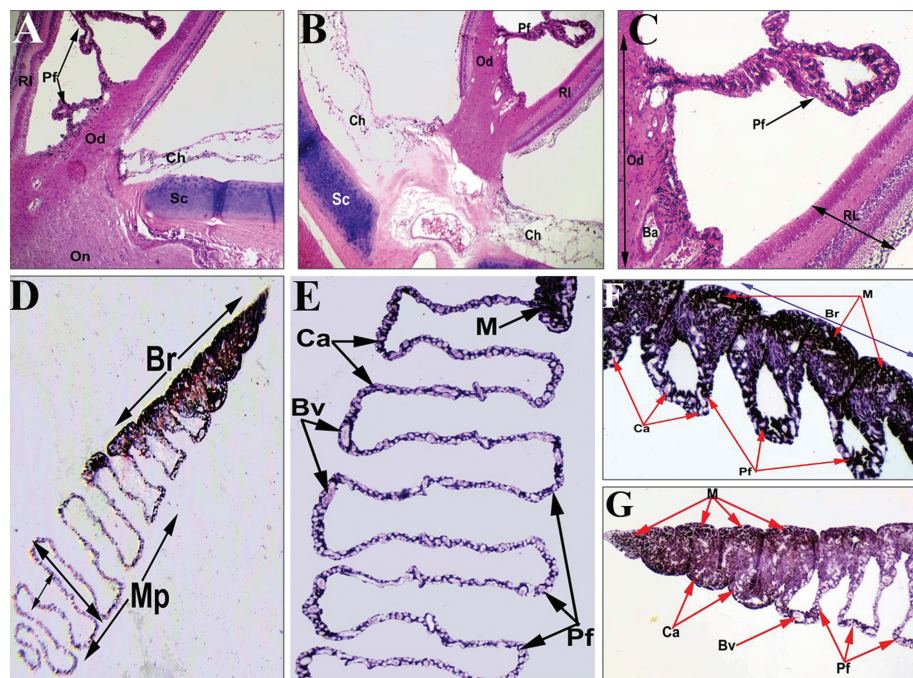 A
Pf
Rl
Od
Ch
Sc
On
B
Pf
Od
Rl
Ch
Sc
Ch
C
Pf
Od
Ba
RL
D
Br
Mp
E
M
Ca
Bv
Pf
F
M
Br
Ca
Pf
G
M
Ca
Bv
Pf